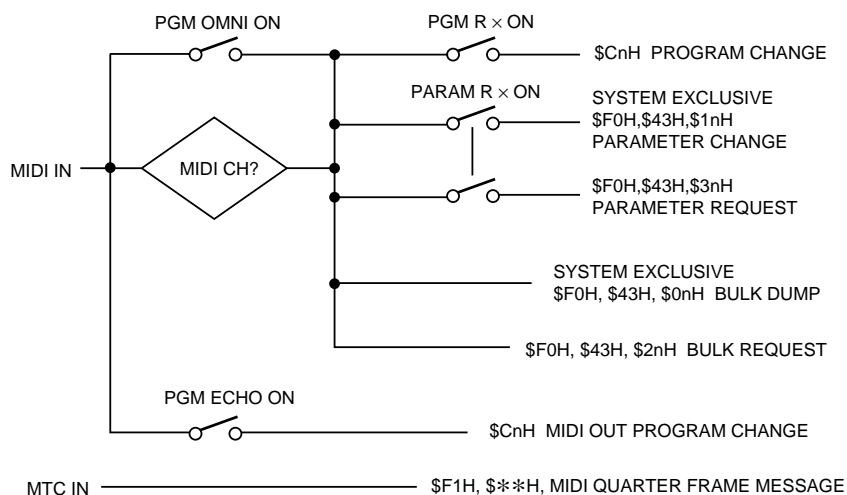 PGM OMNI ON
PGM R × ON
$CnH PROGRAM CHANGE
PARAM R × ON
SYSTEM EXCLUSIVE
$F0H,$43H,$1nH
PARAMETER CHANGE
MIDI IN
MIDI CH?
$F0H,$43H,$3nH
PARAMETER REQUEST
SYSTEM EXCLUSIVE
$F0H, $43H, $0nH BULK DUMP
$F0H, $43H, $2nH BULK REQUEST
PGM ECHO ON
$CnH MIDI OUT PROGRAM CHANGE
MTC IN
$F1H, $**H, MIDI QUARTER FRAME MESSAGE